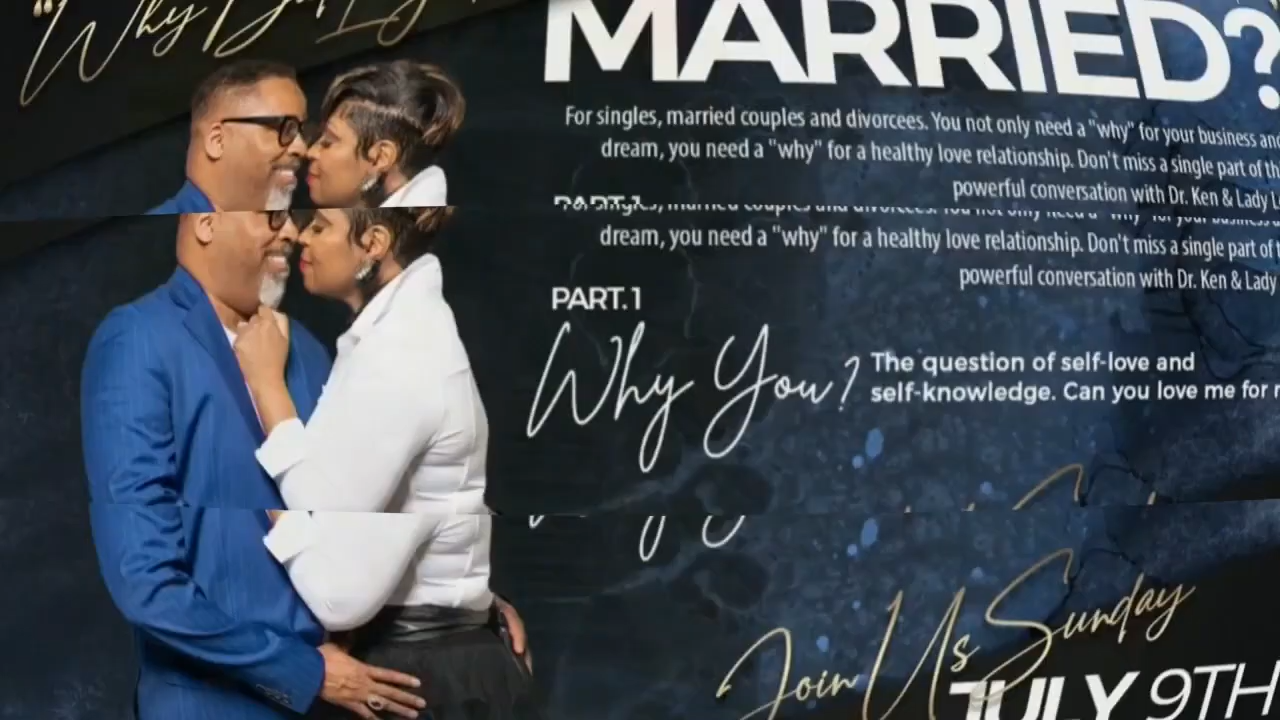 "Why
MARRIED?
For singles, married couples and divorcees. You not only need a "why" for your business and
dream, you need a "why" for a healthy love relationship. Don't miss a single part of th
powerful conversation with Dr. Ken & Lady L
PART.1
dream, you need a "why" for a healthy love relationship. Don't miss a single part of t
powerful conversation with Dr. Ken & Lady
PART.1
Why You? The question of self-love and
self-knowledge. Can you love me for
Join Us Sunday
JULY 9TH